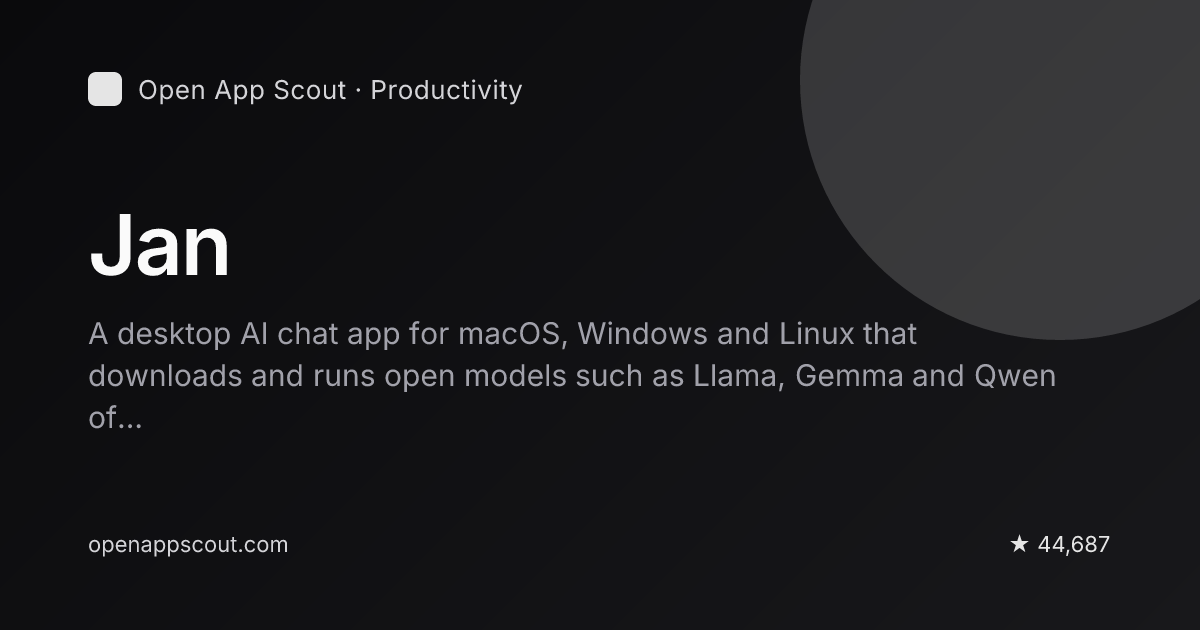 Open App Scout · Productivity
Jan
A desktop AI chat app for macOS, Windows and Linux that
downloads and runs open models such as Llama, Gemma and Qwen
of...
openappscout.com
★ 44,687